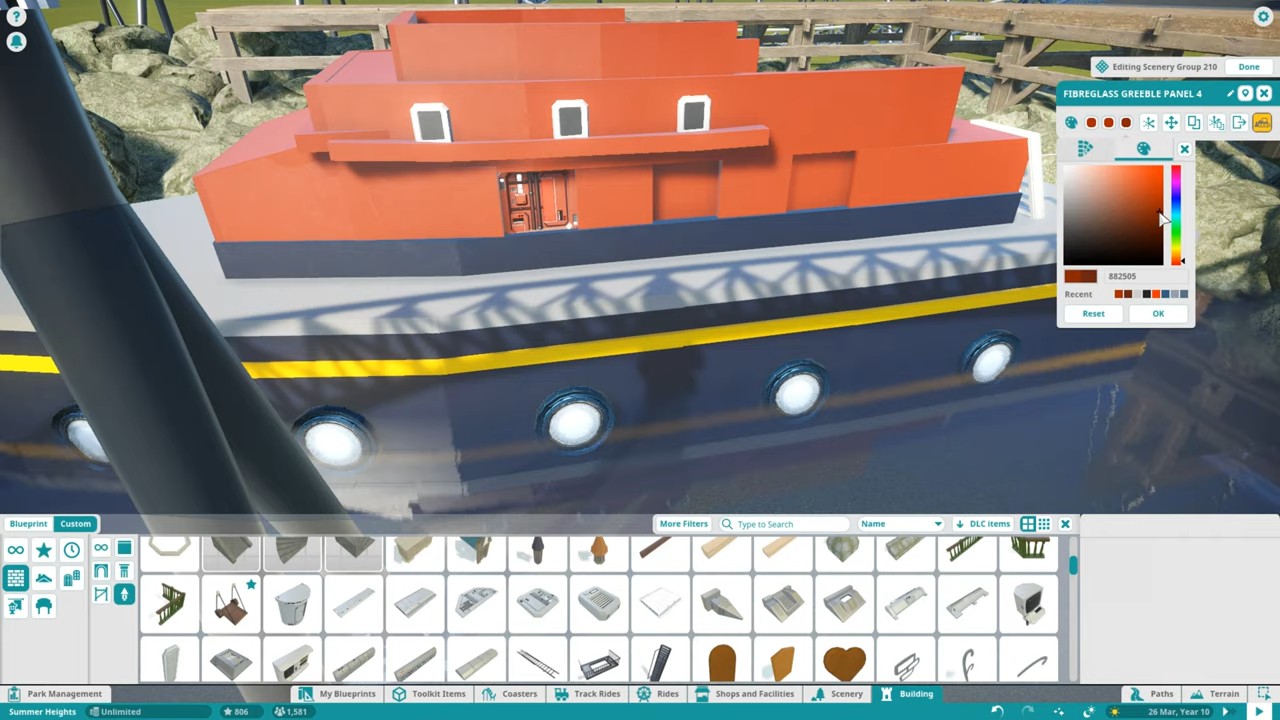 Editing Scenery Group 210
Done
FIBREGLASS GREEBLE PANEL 4
882505
Recent
Reset
OK
Blueprint
Custom
More Filters
Type to Search
Name
DLC items
Park Management
My Blueprints
Toolkit Items
Coasters
Track Rides
Rides
Shops and Facilities
Scenery
Building
Paths
Terrain
Summer Heights
Unlimited
806
1,581
26 Mar, Year 10